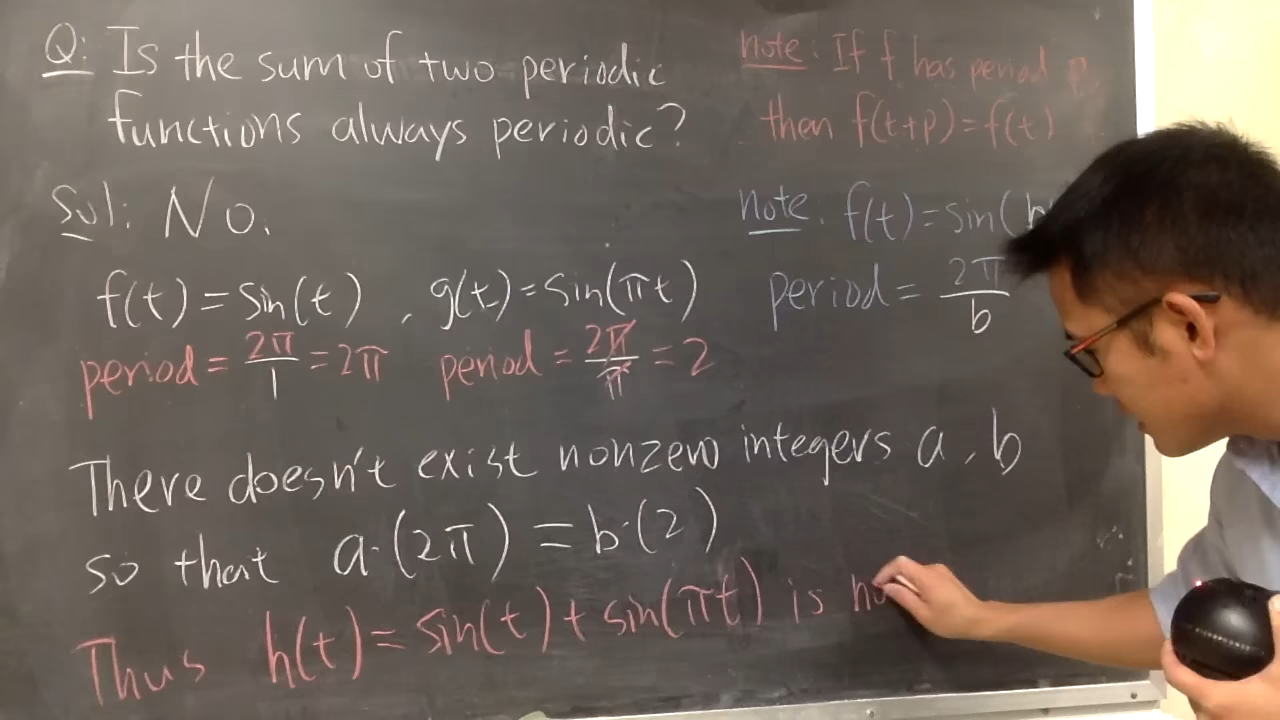 Q: Is the sum of two periodic
functions always periodic?
Sol: No.
f(t) = sin(t) , g(t) = sin(πt)
period = 2π/1 = 2π period = 2π/π = 2
There doesn't exist nonzero integers a, b
so that a·(2π) = b·(2)
Thus h(t) = sin(t) + sin(πt) is
note: If f has period p,
then f(t+p) = f(t)
note: f(t) = sin(b
period = 2π/b